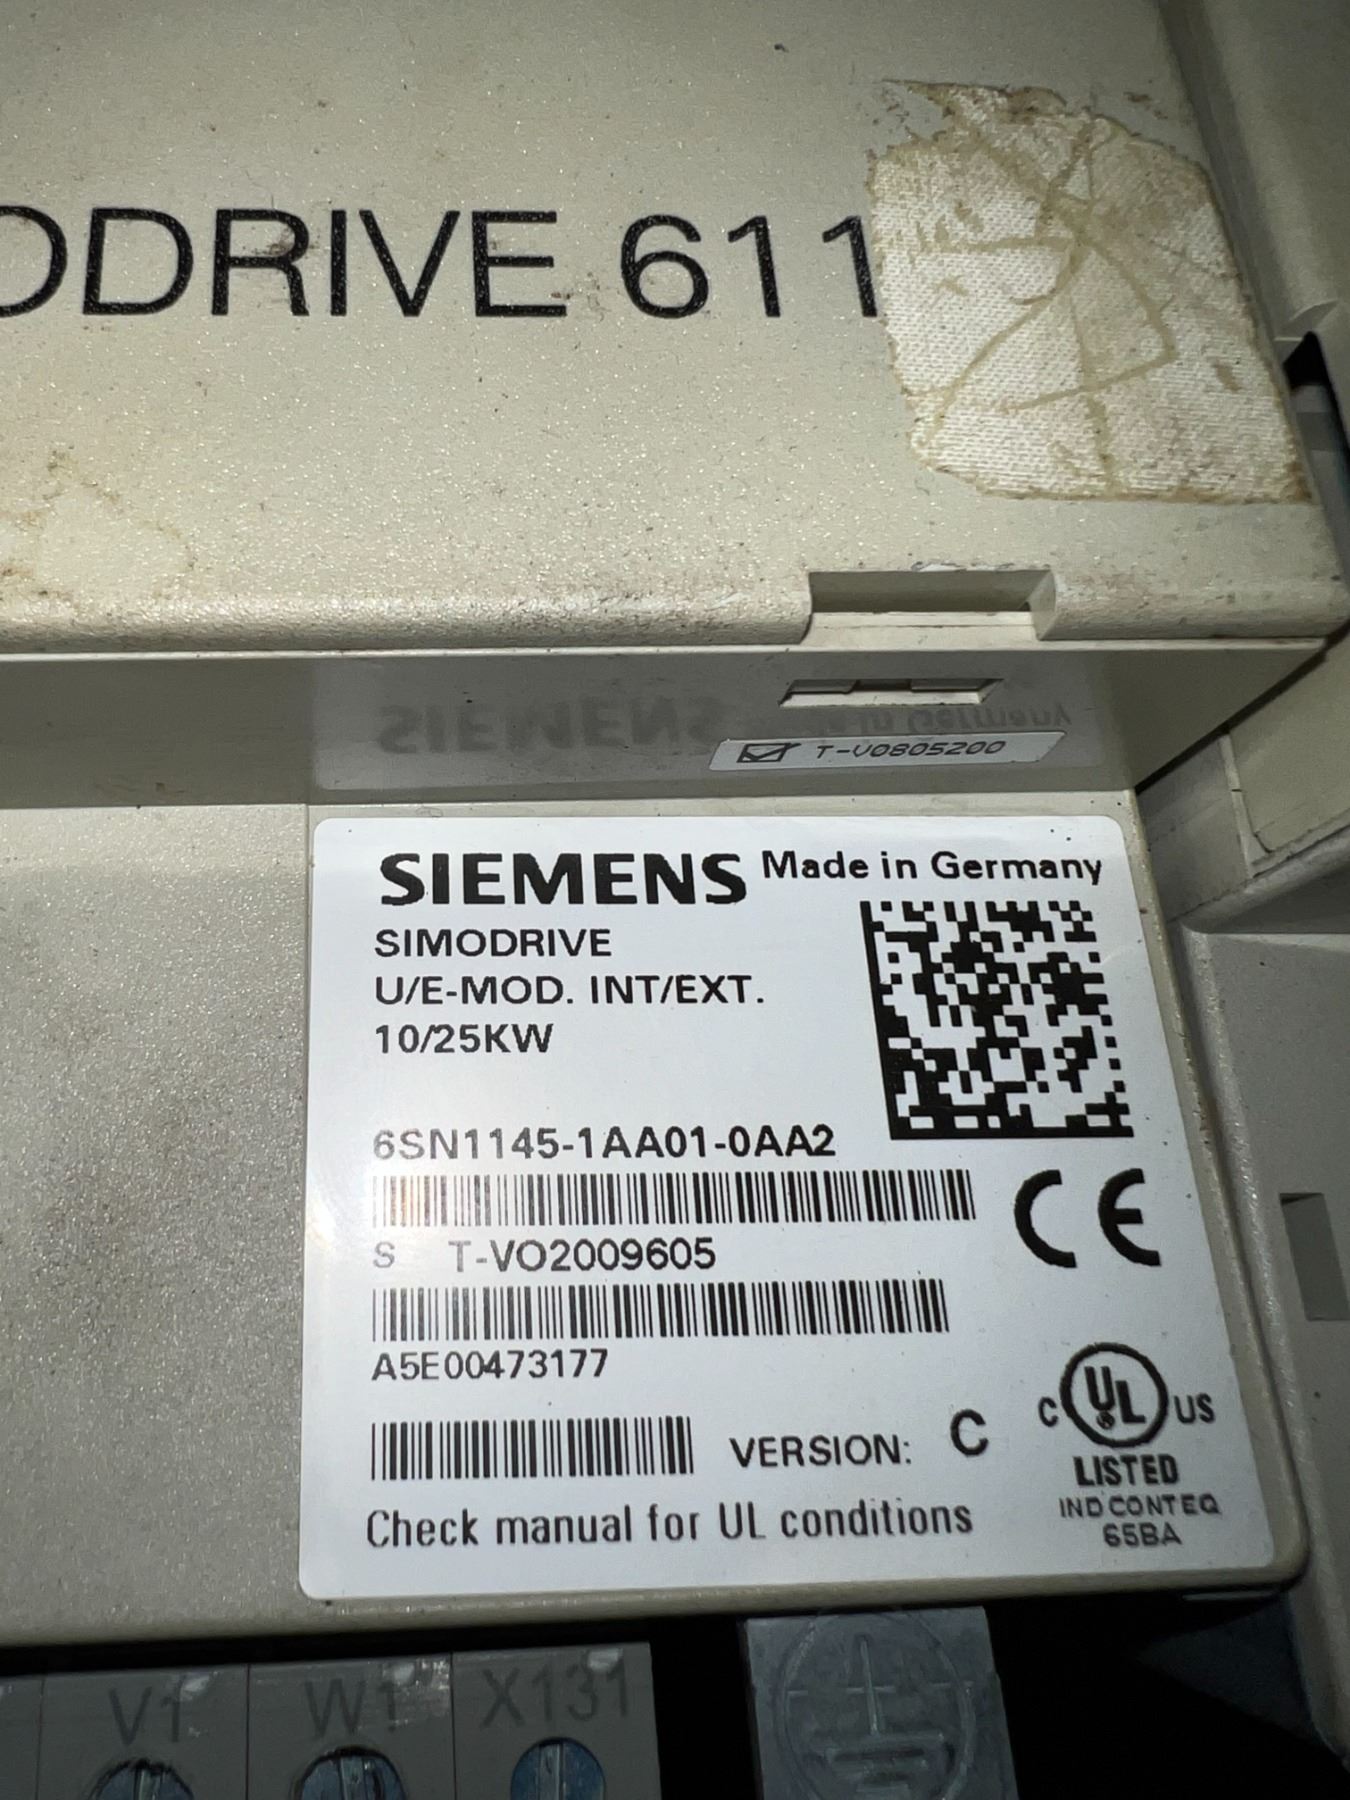 ODRIVE 611
T-V0805200
SIEMENS Made in Germany
SIMODRIVE
U/E-MOD. INT/EXT.
10/25KW
6SN1145-1AA01-0AA2
S T-VO2009605
A5E00473177
VERSION: C
C UL US
LISTED
IND CONT EQ
65BA
CE
Check manual for UL conditions
V1 W1 X131